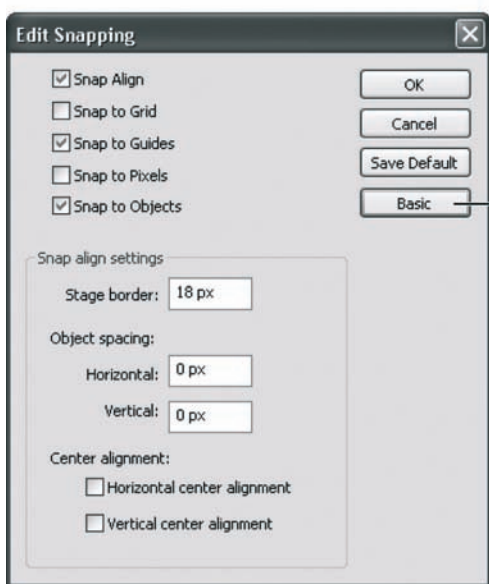 Edit Snapping
Snap Align
Snap to Grid
Snap to Guides
Snap to Pixels
Snap to Objects
OK
Cancel
Save Default
Basic
Snap align settings
Stage border: 18 px
Object spacing:
Horizontal: 0 px
Vertical: 0 px
Center alignment:
Horizontal center alignment
Vertical center alignment